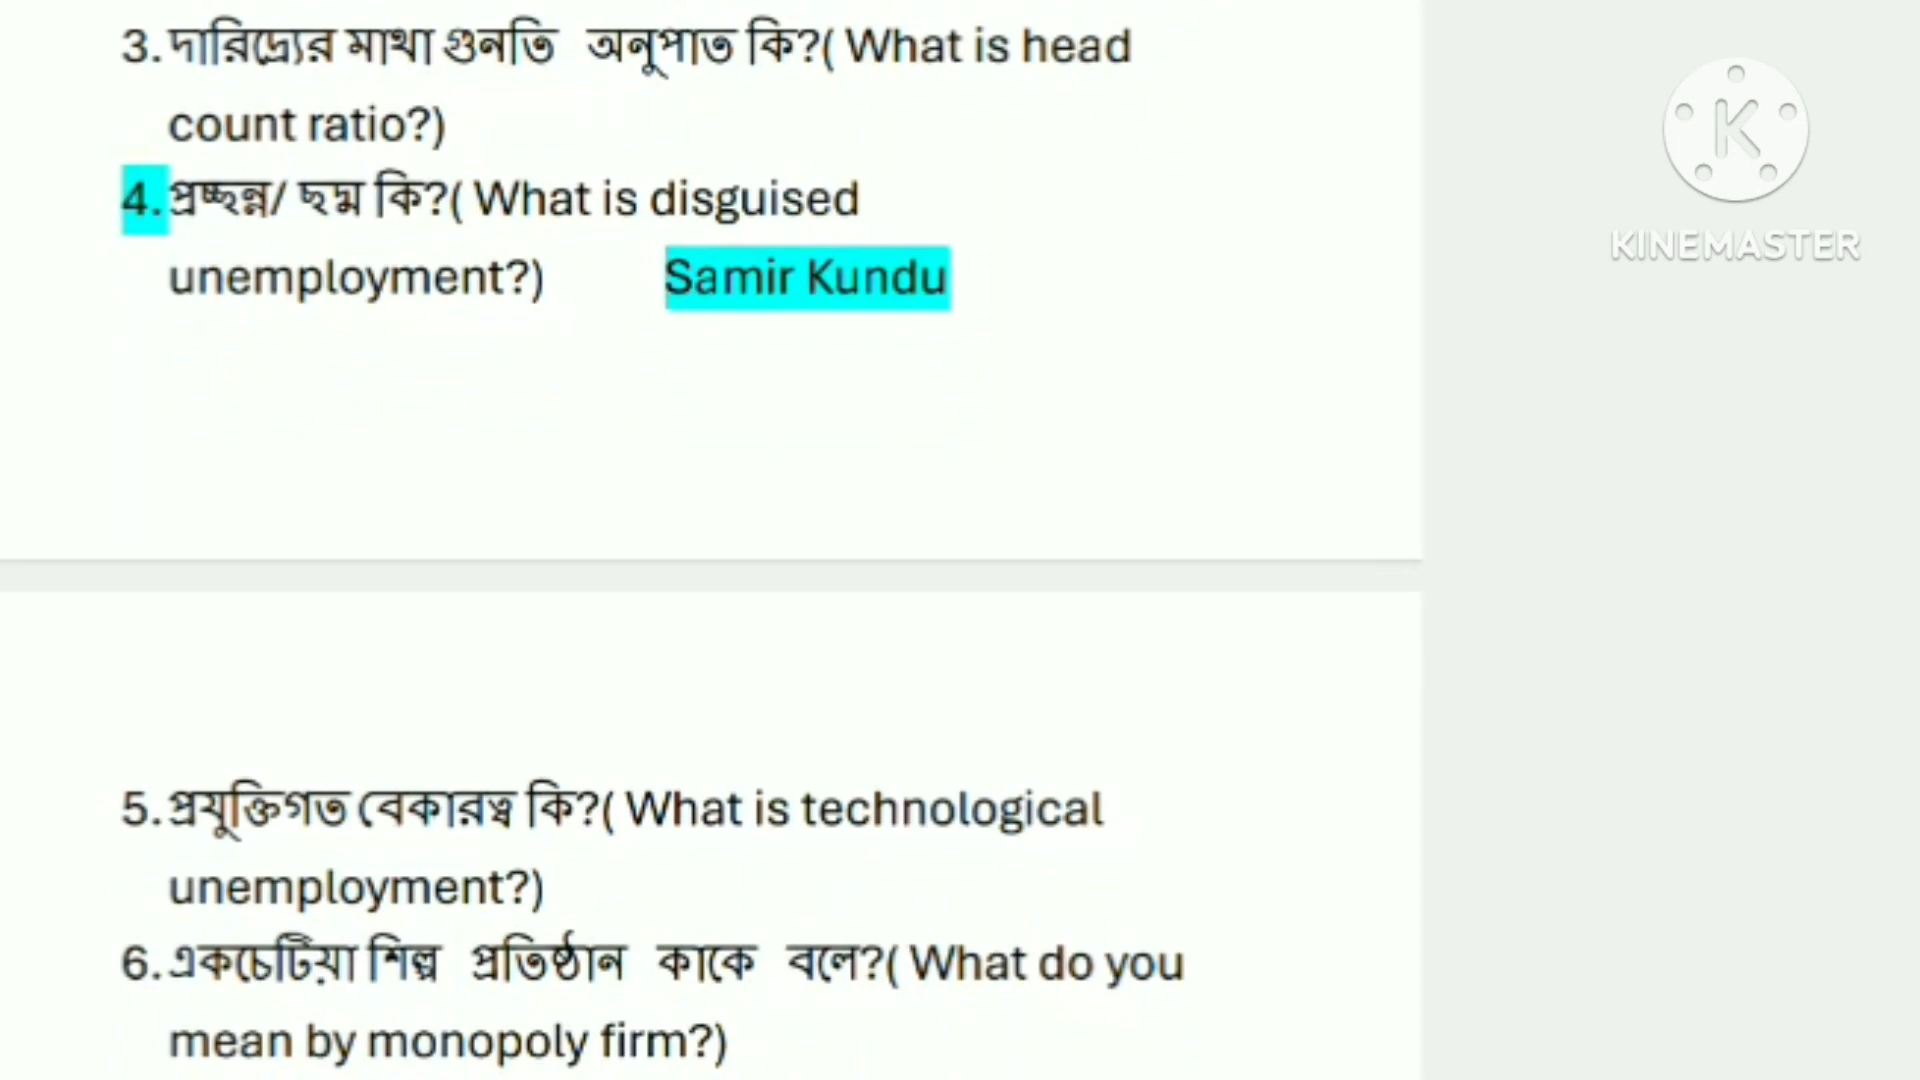 3. দারিদ্র্যের মাথা গুনতি অনুপাত কি?( What is head
count ratio?)
4. প্রচ্ছন্ন/ ছদ্ম কি?( What is disguised
unemployment?) Samir Kundu
5. প্রযুক্তিগত বেকারত্ব কি?( What is technological
unemployment?)
6. একচেটিয়া শিল্প প্রতিষ্ঠান কাকে বলে?( What do you
mean by monopoly firm?)
K
KINEMASTER